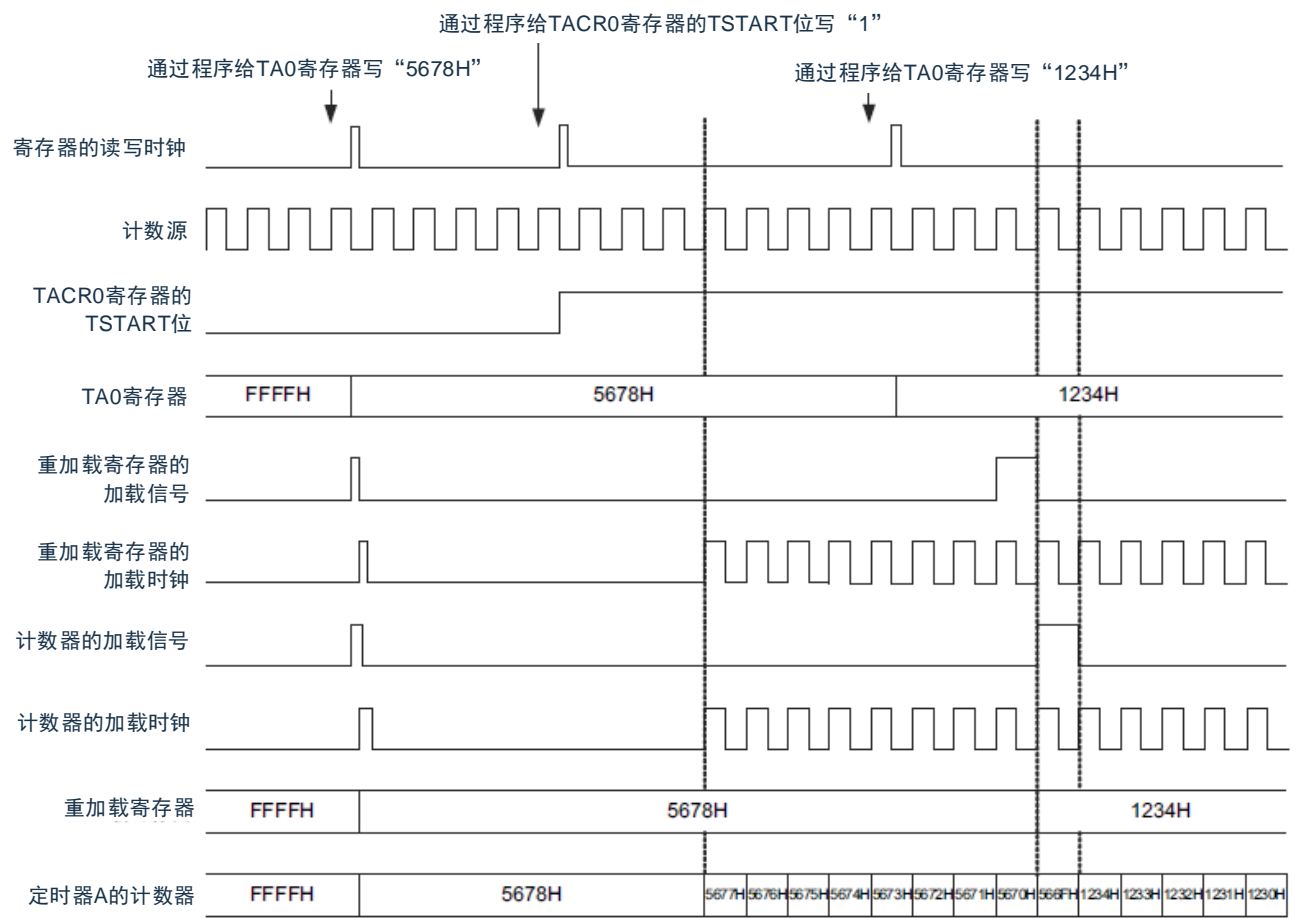 通过程序给TACR0寄存器的TSTART位写“1”
通过程序给TA0寄存器写“5678H”
通过程序给TA0寄存器写“1234H”
寄存器的读写时钟
计数源
TACR0寄存器的
TSTART位
TA0寄存器 FFFFH 5678H 1234H
重加载寄存器的
加载信号
重加载寄存器的
加载时钟
计数器的加载信号
计数器的加载时钟
重加载寄存器 FFFFH 5678H 1234H
定时器A的计数器 FFFFH 5678H 5677H 5676H 5675H 5674H 5673H 5672H 5671H 5670H 566FH 1234H 1233H 1232H 1231H 1230H